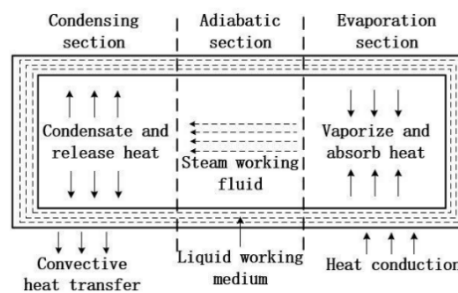 Condensing
section
Adiabatic
section
Evaporation
section
Condensate and
release heat
Steam working
fluid
Vaporize and
absorb heat
Convective
heat transfer
Liquid working
medium
Heat conduction